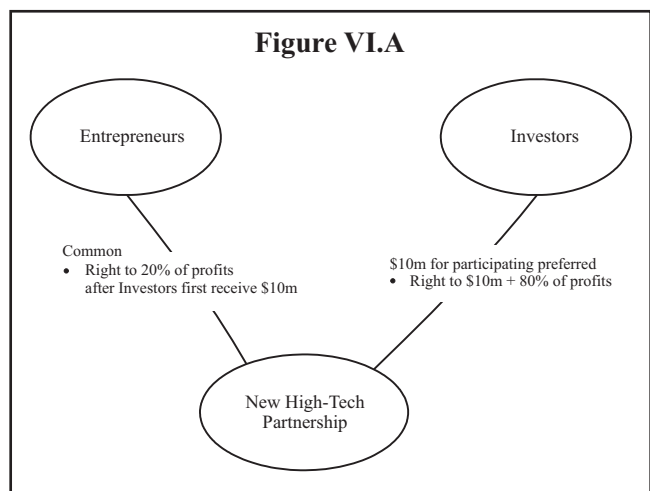 Figure VI.A
Entrepreneurs
Investors
Common
• Right to 20% of profits
after Investors first receive $10m
$10m for participating preferred
• Right to $10m + 80% of profits
New High-Tech
Partnership